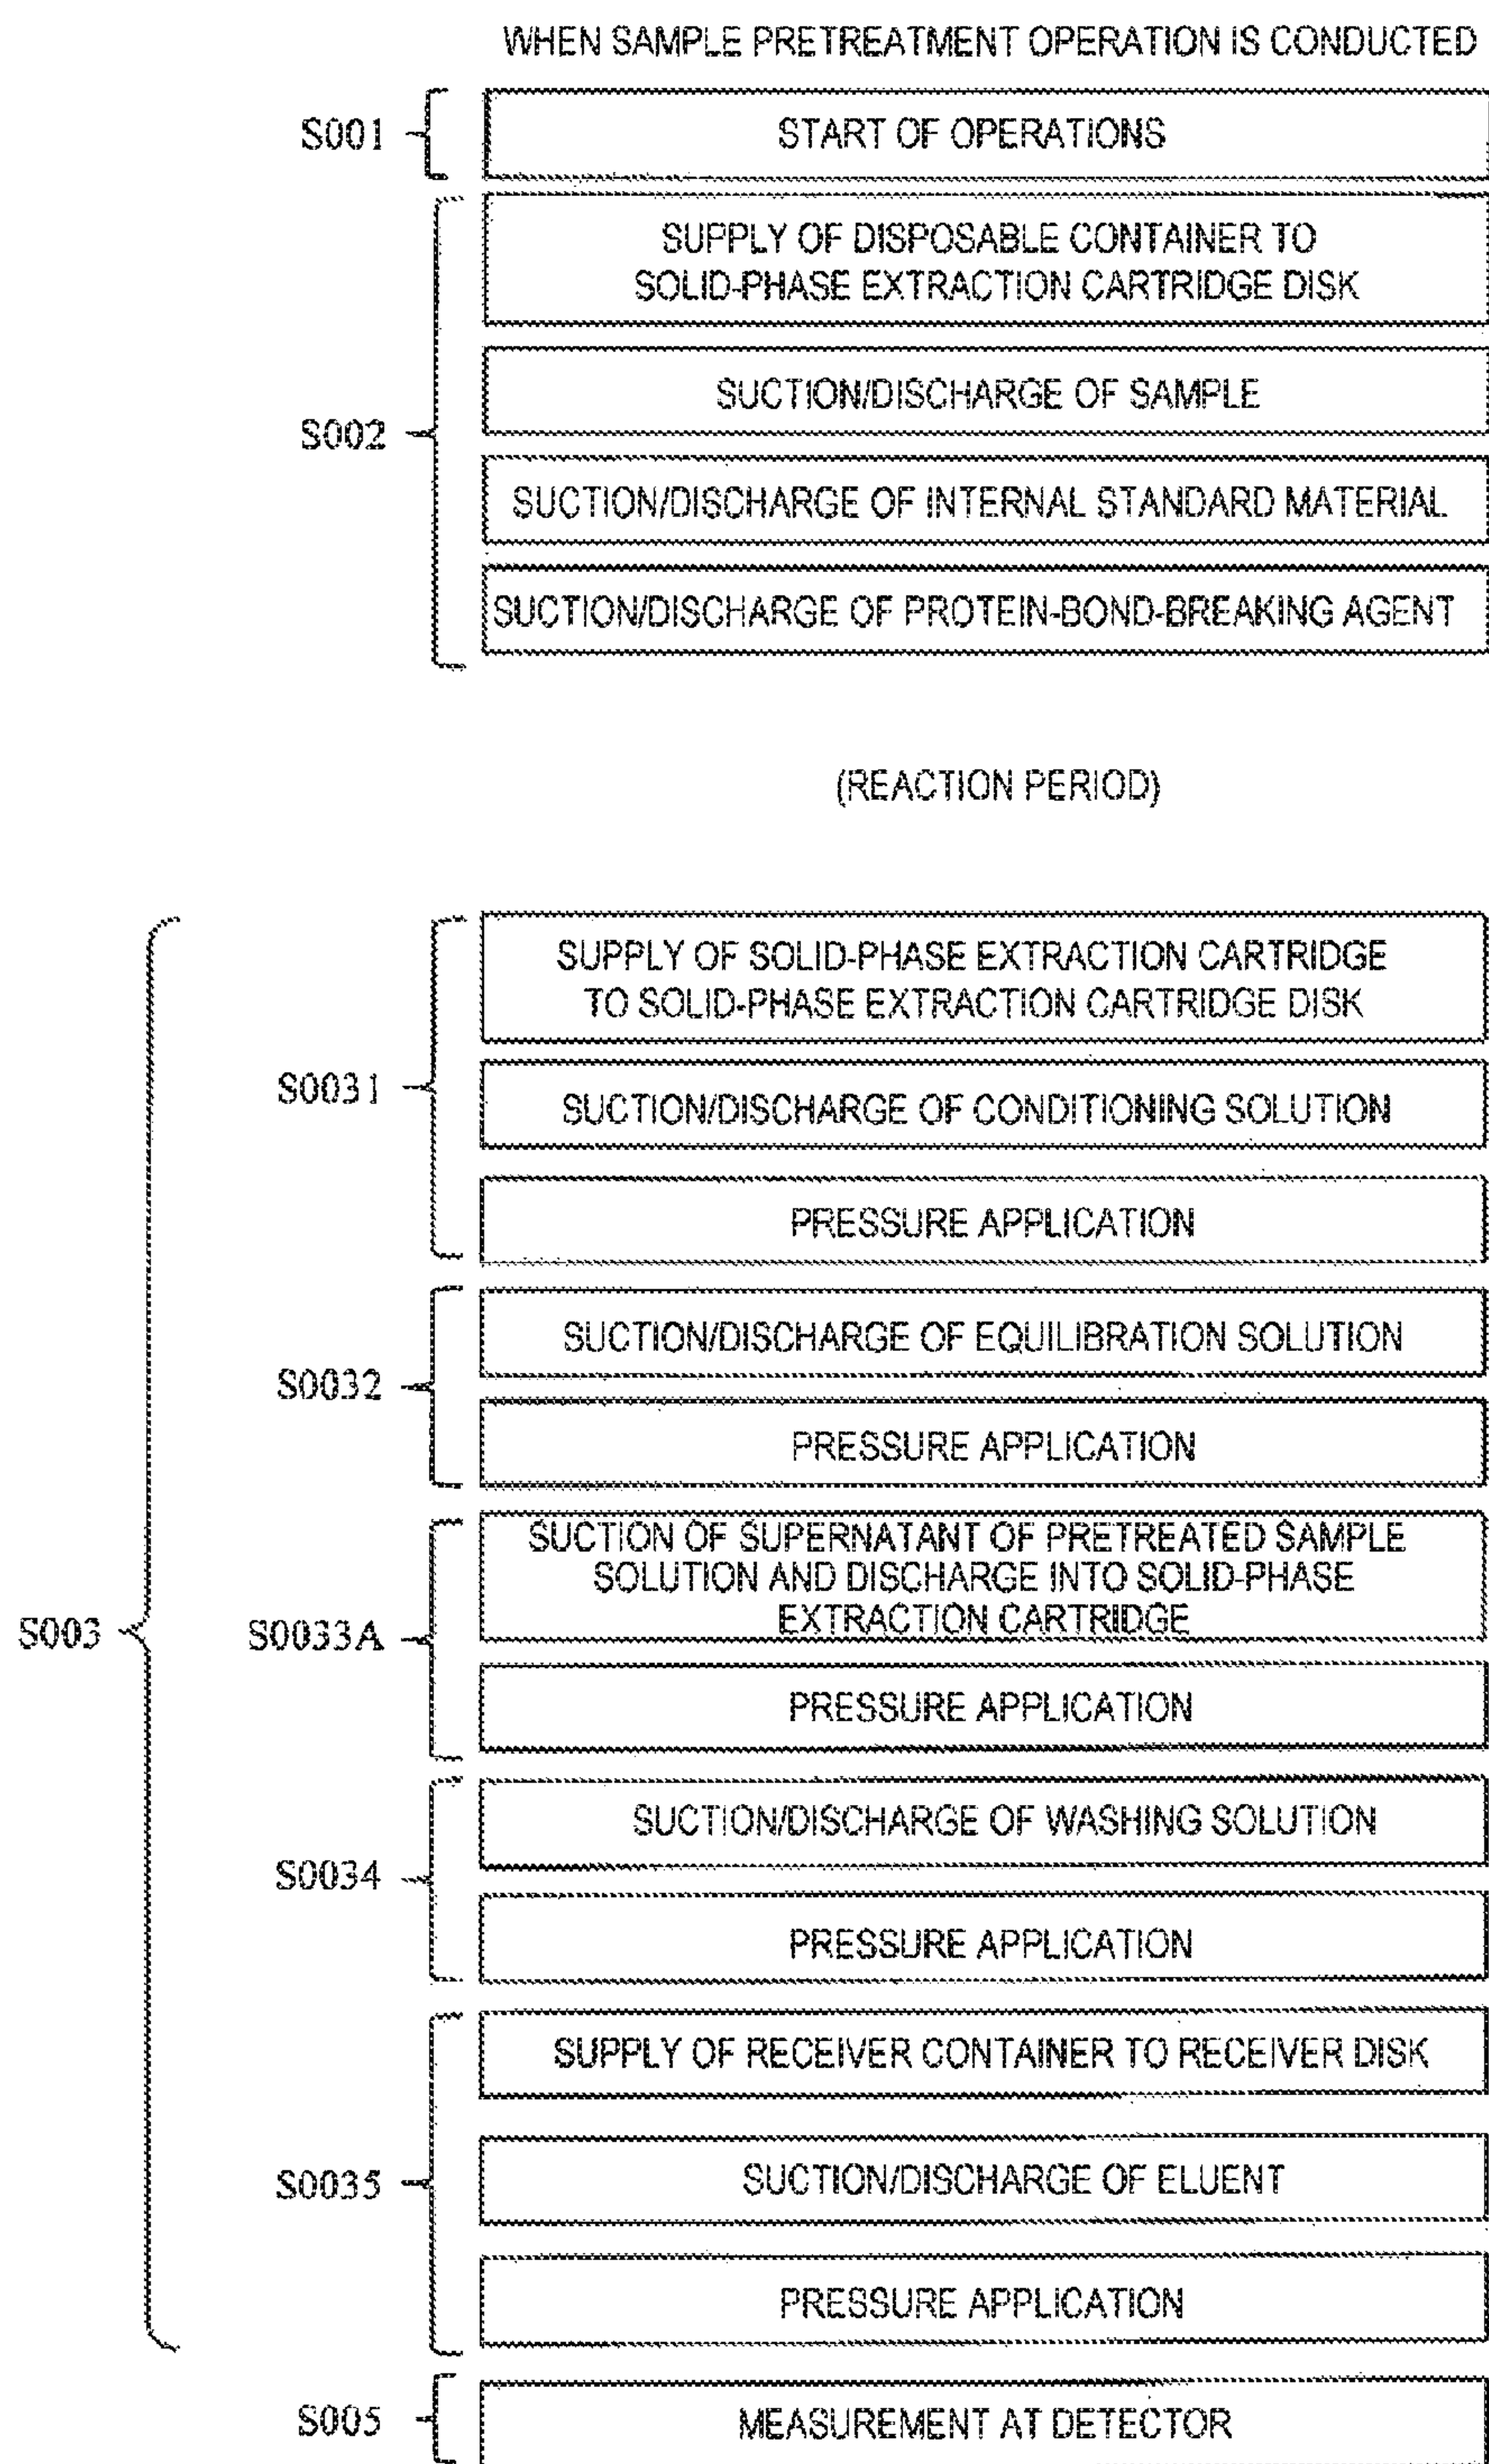 WHEN SAMPLE PRETREATMENT OPERATION IS CONDUCTED
S001
START OF OPERATIONS
SUPPLY OF DISPOSABLE CONTAINER TO
SOLID-PHASE EXTRACTION CARTRIDGE DISK
S002
SUCTION/DISCHARGE OF SAMPLE
SUCTION/DISCHARGE OF INTERNAL STANDARD MATERIAL
SUCTION/DISCHARGE OF PROTEIN-BOND-BREAKING AGENT
(REACTION PERIOD)
S003
S0031
SUPPLY OF SOLID-PHASE EXTRACTION CARTRIDGE
TO SOLID-PHASE EXTRACTION CARTRIDGE DISK
SUCTION/DISCHARGE OF CONDITIONING SOLUTION
PRESSURE APPLICATION
S0032
SUCTION/DISCHARGE OF EQUILIBRATION SOLUTION
PRESSURE APPLICATION
S0033A
SUCTION OF SUPERNATANT OF PRETREATED SAMPLE
SOLUTION AND DISCHARGE INTO SOLID-PHASE
EXTRACTION CARTRIDGE
PRESSURE APPLICATION
S0034
SUCTION/DISCHARGE OF WASHING SOLUTION
PRESSURE APPLICATION
S0035
SUPPLY OF RECEIVER CONTAINER TO RECEIVER DISK
SUCTION/DISCHARGE OF ELUENT
PRESSURE APPLICATION
S005
MEASUREMENT AT DETECTOR